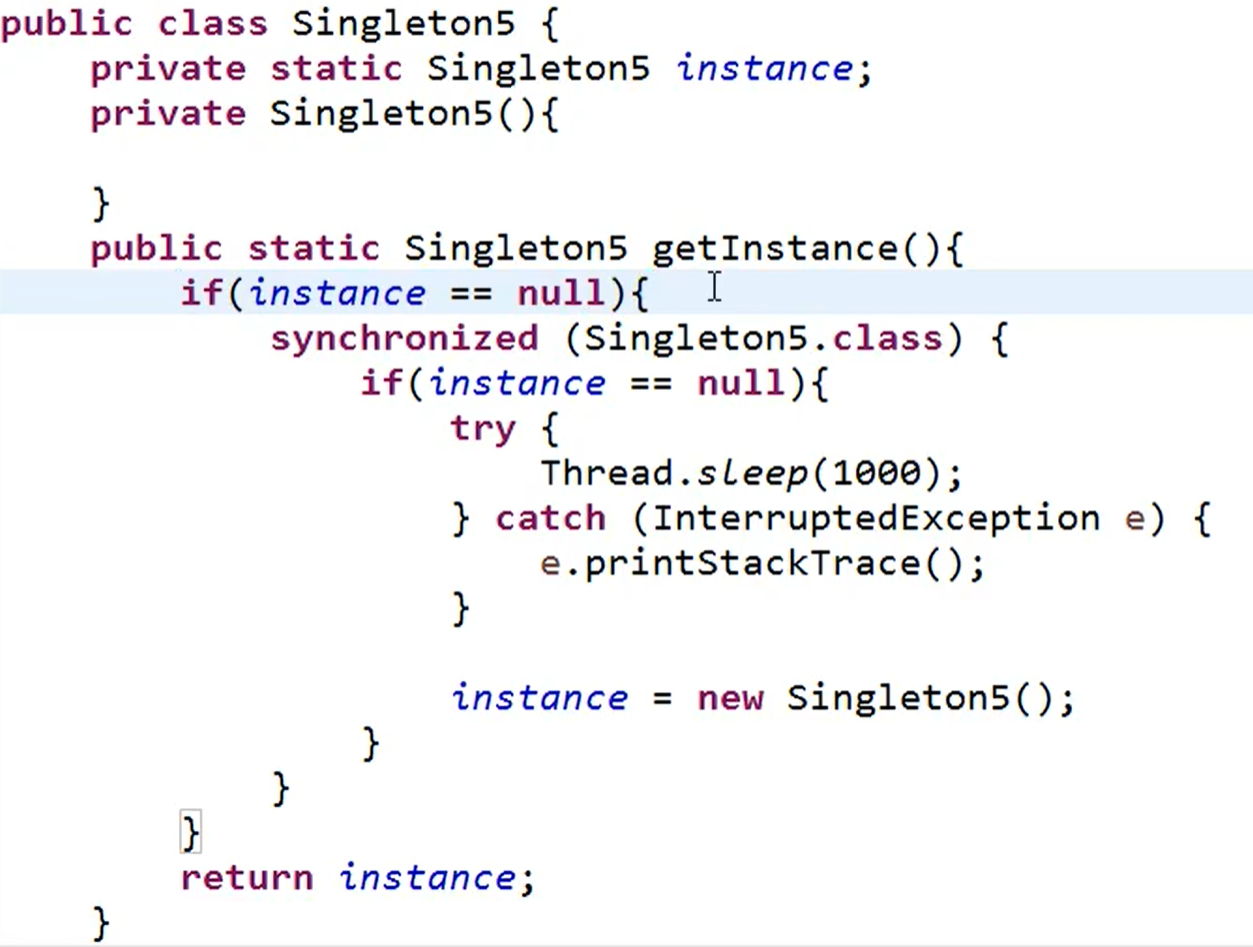 public class Singleton5 {
    private static Singleton5 instance;
    private Singleton5(){

    }
    public static Singleton5 getInstance(){
        if(instance == null){
            synchronized (Singleton5.class) {
                if(instance == null){
                    try {
                        Thread.sleep(1000);
                    } catch (InterruptedException e) {
                        e.printStackTrace();
                    }

                    instance = new Singleton5();
                }
            }
        }
        return instance;
    }